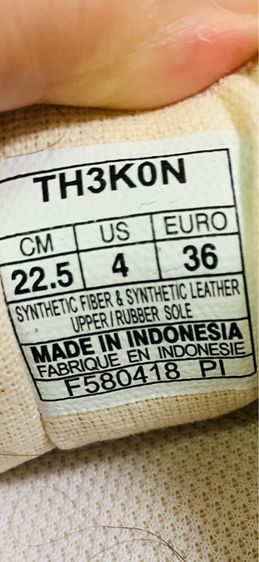 TH3K0N
CM US EURO
22.5 4 36
SYNTHETIC FIBER & SYNTHETIC LEATHER
UPPER / RUBBER SOLE
MADE IN INDONESIA
FABRIQUE EN INDONESIE
F580418 PI